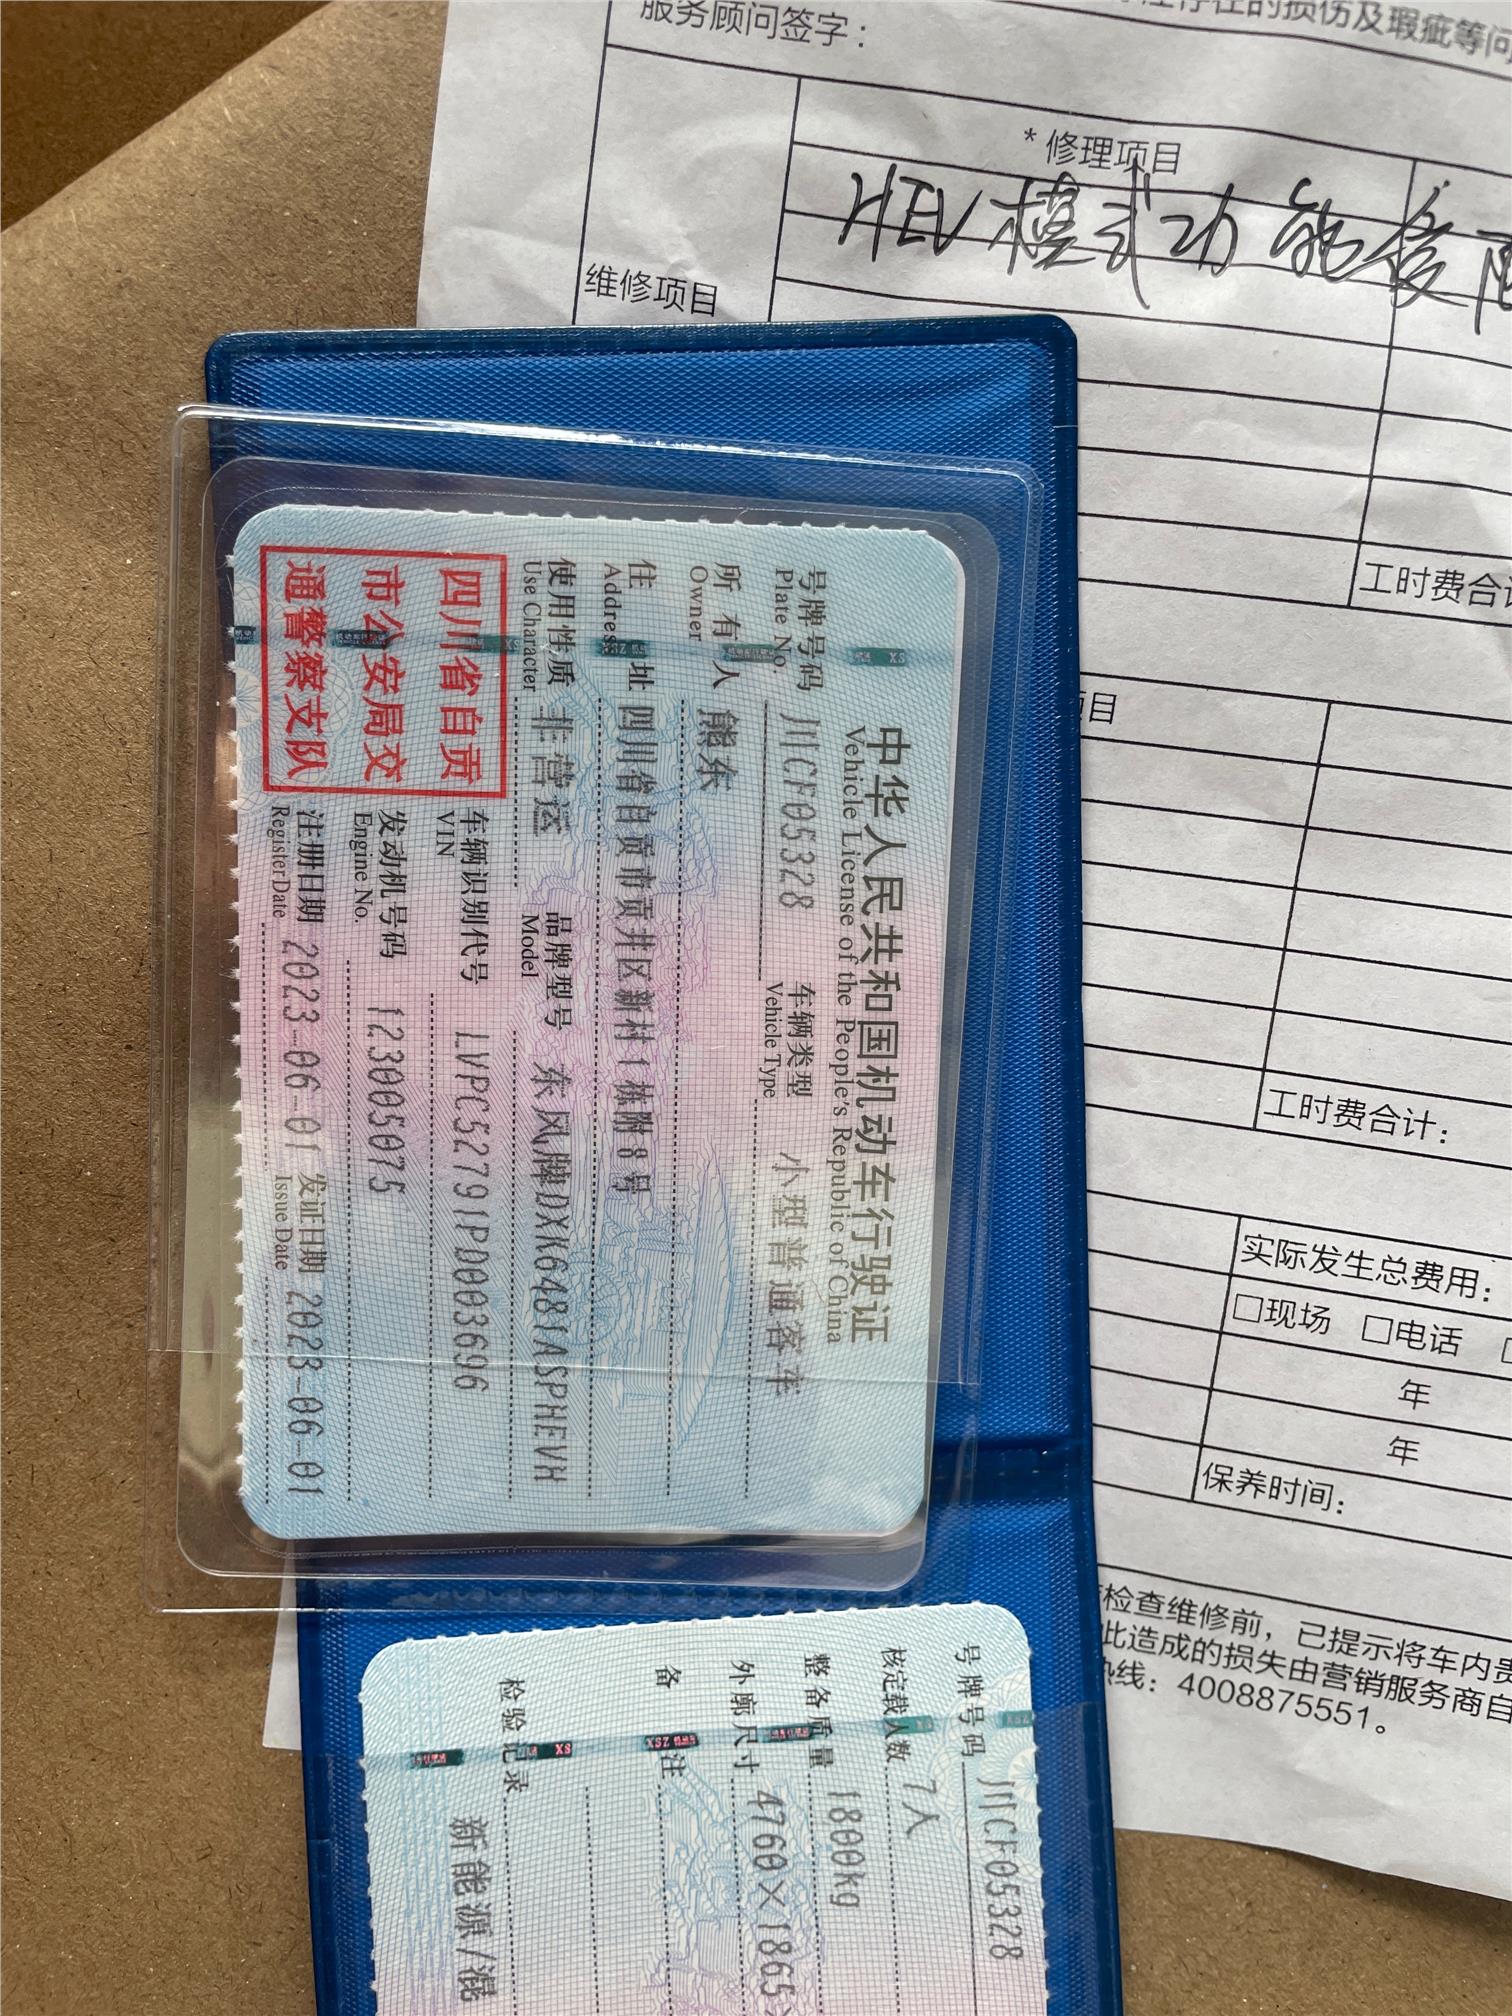 中华人民共和国机动车行驶证
Vehicle License of the People's Republic of China
号牌号码 川CF05328 车辆类型 小型普通客车
Plate No. Vehicle Type
所有人 熊东
Owner
住址 四川省自贡市贡井区新村1栋附8号
Address
使用性质 非营运 品牌型号 东风牌DXK6481ASPHEVH
Use Character Model
四川省自贡
市公安局交
通警察支队
车辆识别代号 LVPC52791PD003696
VIN
发动机号码 123005075
Engine No.
注册日期 2023-06-01 发证日期 2023-06-01
Register Date Issue Date
号牌号码 川CF05328
核定载人数 7人
整备质量 1800kg
外廓尺寸 4760×1865
备注
检验记录
新能源/混
存在的损伤及瑕疵等问
服务顾问签字：
*修理项目
HEV模式功能
维修项目
工时费合计
项目
工时费合计：
实际发生总费用：
□现场 □电话
年
年
保养时间：
检查维修前，已提示将车内贵
此造成的损失由营销服务商自
热线：4008875551。